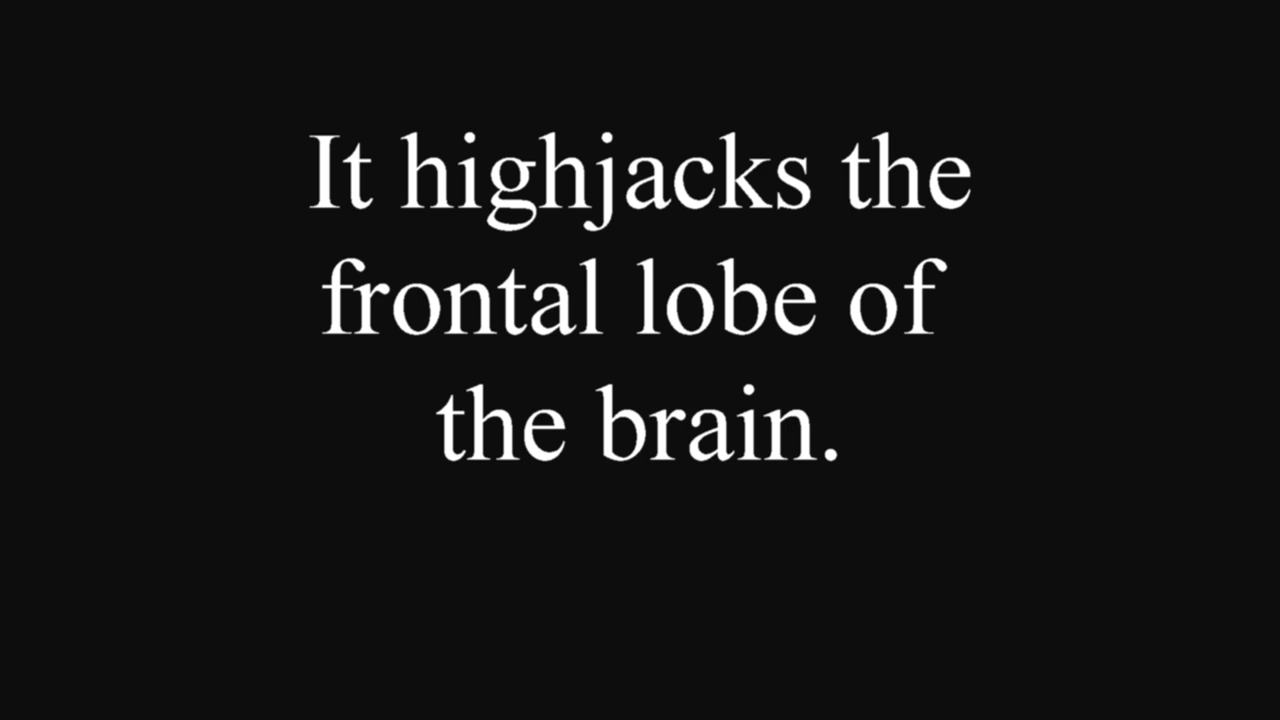 It highjacks the
frontal lobe of
the brain.